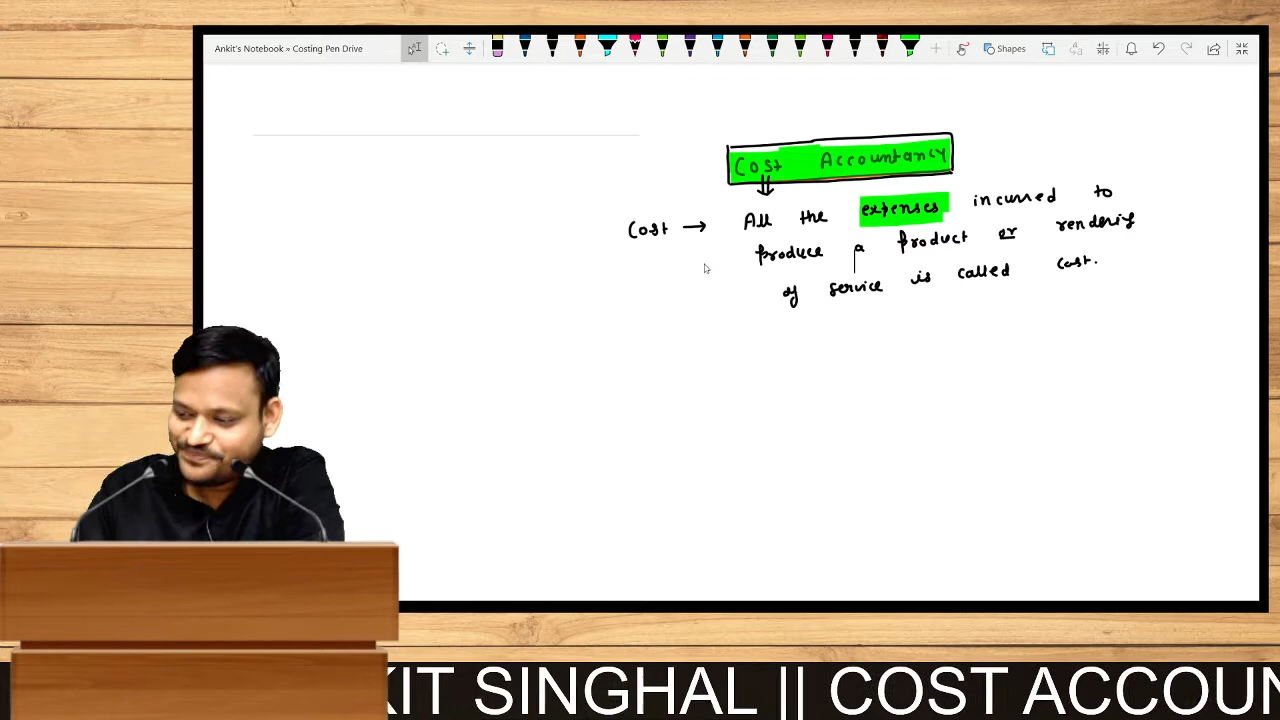 Ankit's Notebook » Costing Pen Drive
Shapes
Cost Accountancy
Cost → All the expenses incurred to
produce a product or rendering
of service is called cost.
KIT SINGHAL || COST ACCOUN